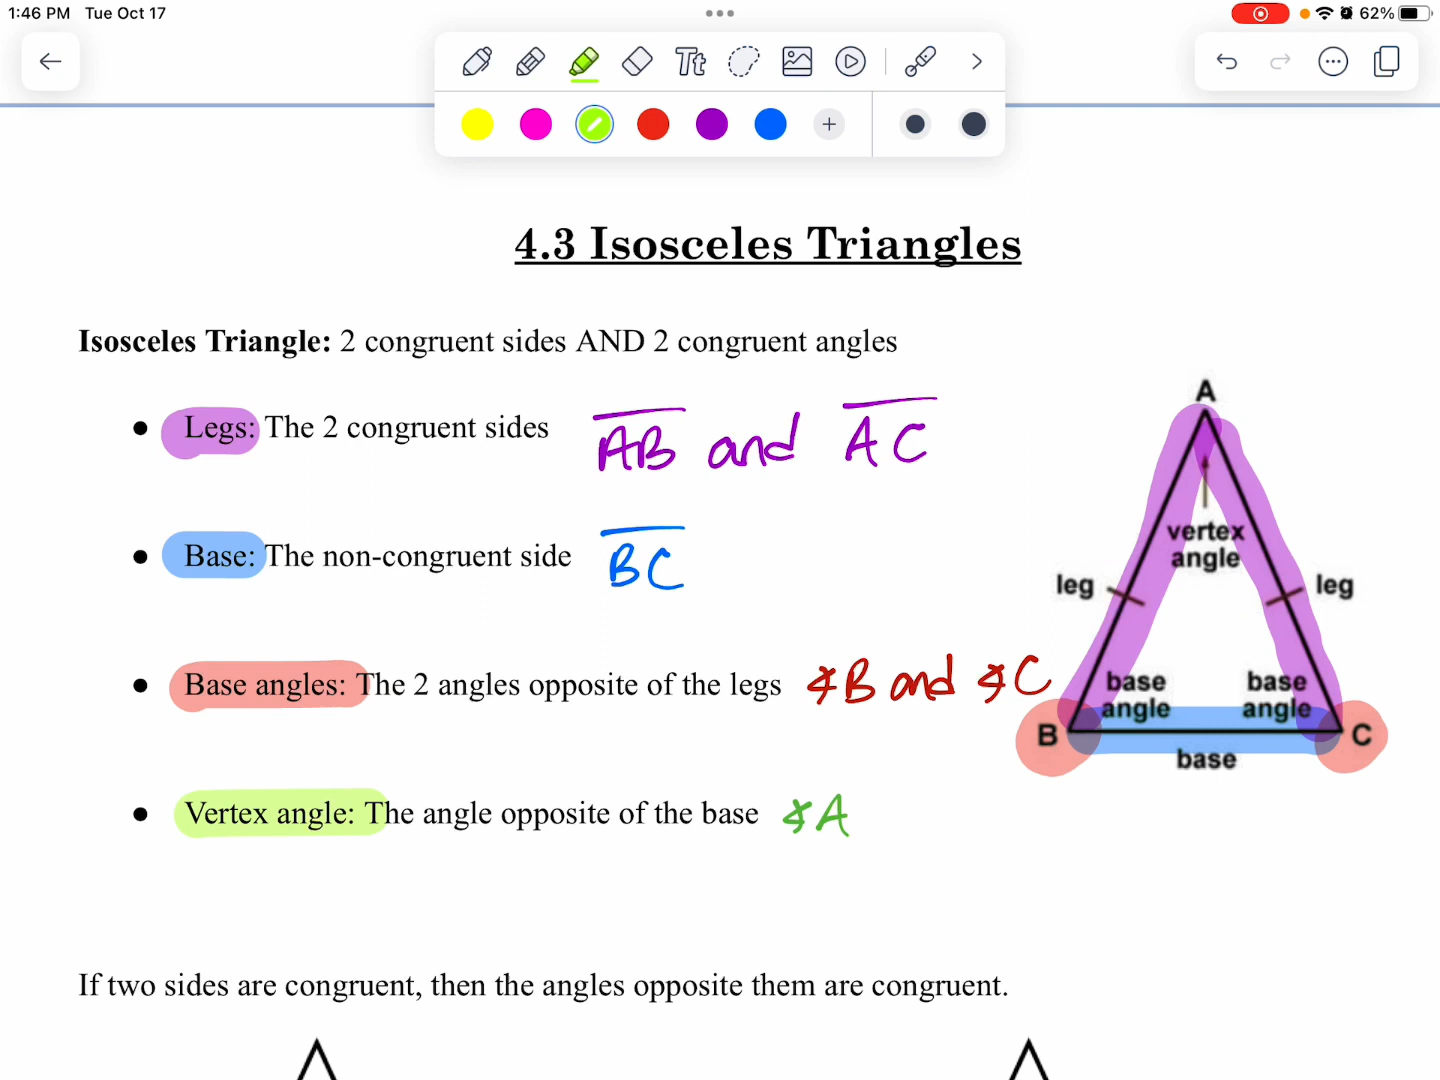 1:46 PM Tue Oct 17
62%
Tt
4.3 Isosceles Triangles
Isosceles Triangle: 2 congruent sides AND 2 congruent angles
• Legs: The 2 congruent sides AB and AC
• Base: The non-congruent side BC
• Base angles: The 2 angles opposite of the legs ∡B and ∡C
• Vertex angle: The angle opposite of the base ∡A
A
vertex
angle
leg
leg
base
angle
base
angle
B
C
base
If two sides are congruent, then the angles opposite them are congruent.